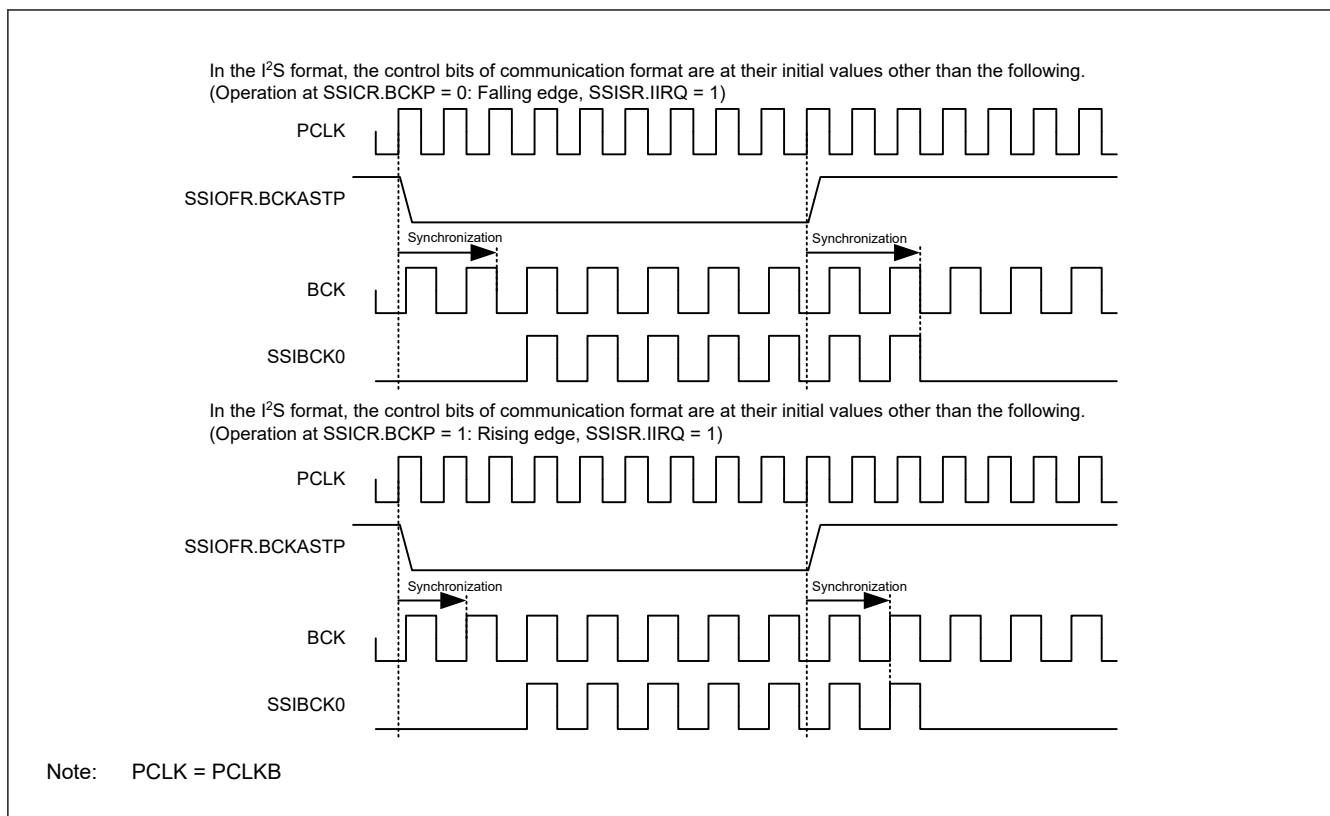 In the I²S format, the control bits of communication format are at their initial values other than the following.
(Operation at SSICR.BCKP = 0: Falling edge, SSISR.IIRQ = 1)
PCLK
SSIOFR.BCKASTP
Synchronization Synchronization
BCK
SSIBCK0
In the I²S format, the control bits of communication format are at their initial values other than the following.
(Operation at SSICR.BCKP = 1: Rising edge, SSISR.IIRQ = 1)
PCLK
SSIOFR.BCKASTP
Synchronization Synchronization
BCK
SSIBCK0
Note: PCLK = PCLKB